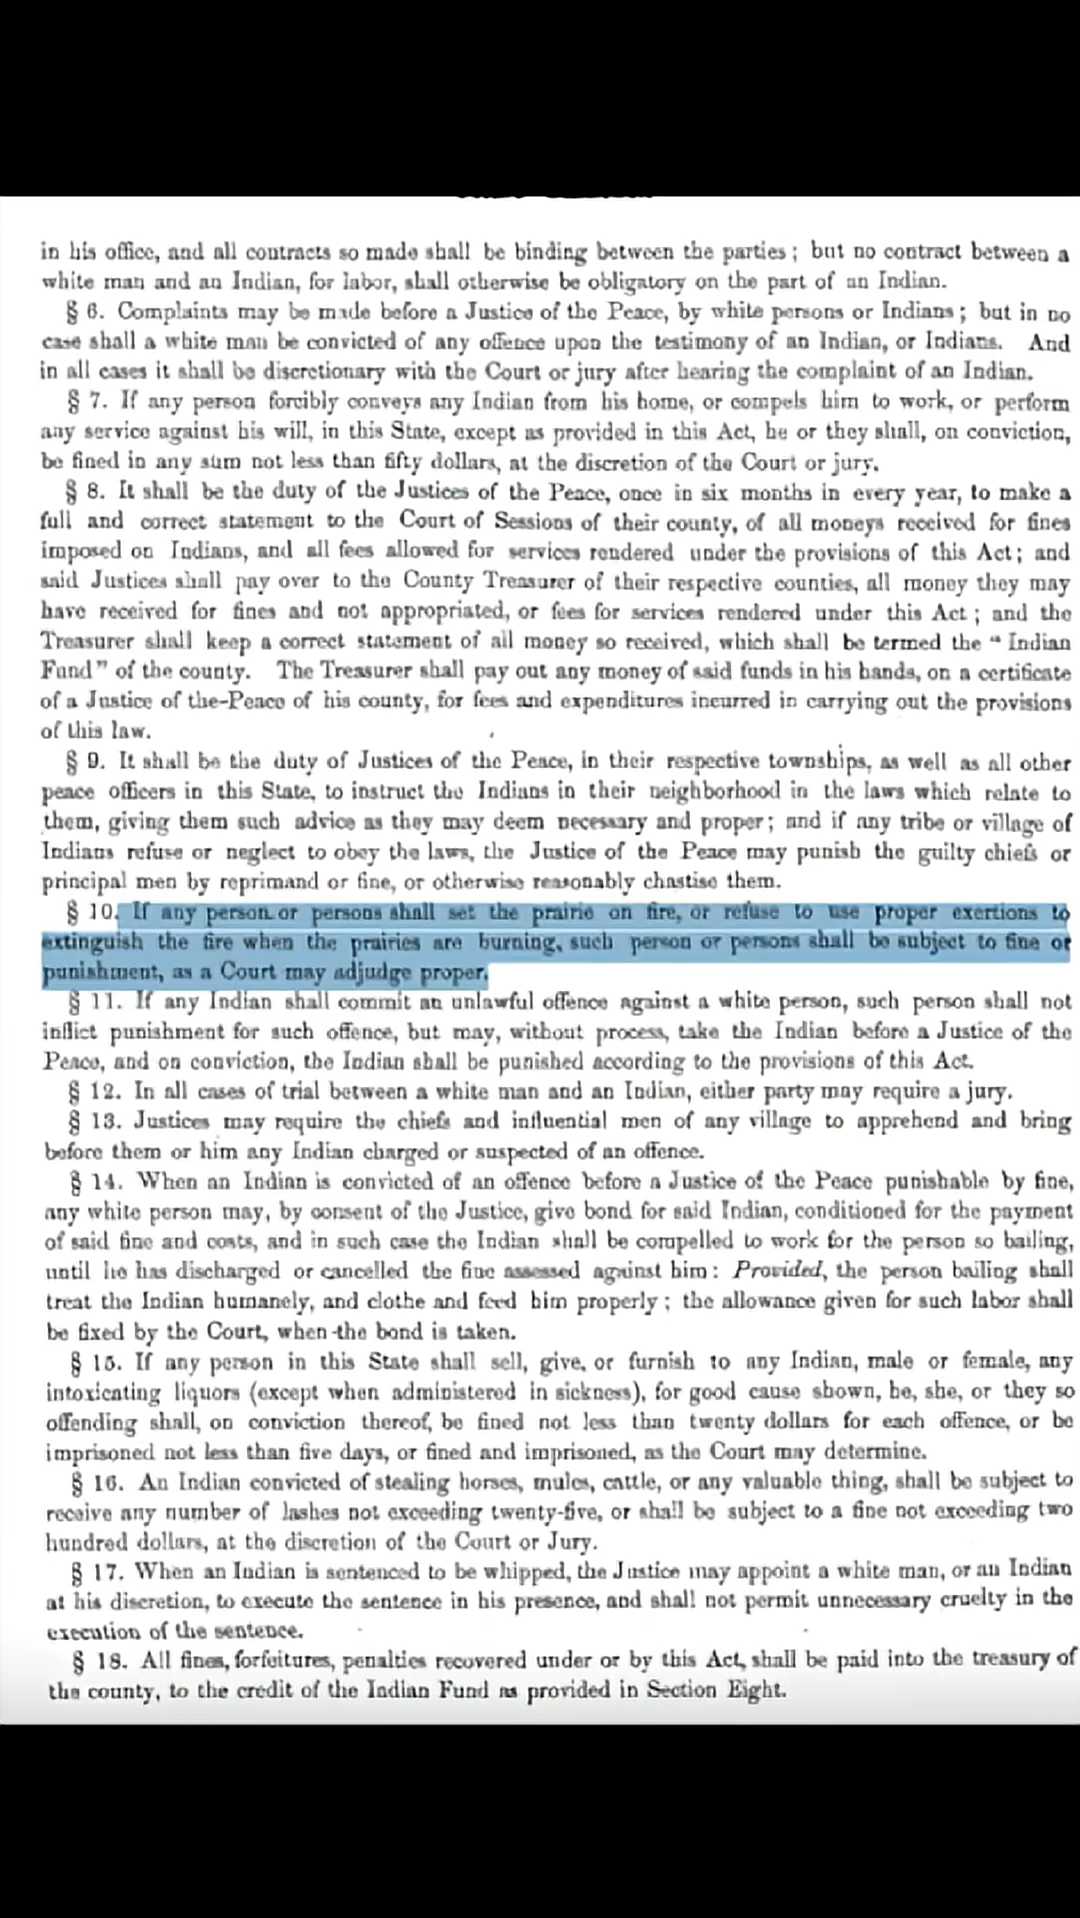 in his office, and all contracts so made shall be binding between the parties; but no contract between a
white man and an Indian, for labor, shall otherwise be obligatory on the part of an Indian.
§ 6. Complaints may be made before a Justice of the Peace, by white persons or Indians; but in no
case shall a white man be convicted of any offence upon the testimony of an Indian, or Indians. And
in all cases it shall be discretionary with the Court or jury after hearing the complaint of an Indian.
§ 7. If any person forcibly conveys any Indian from his home, or compels him to work, or perform
any service against his will, in this State, except as provided in this Act, he or they shall, on conviction,
be fined in any sum not less than fifty dollars, at the discretion of the Court or jury.
§ 8. It shall be the duty of the Justices of the Peace, once in six months in every year, to make a
full and correct statement to the Court of Sessions of their county, of all moneys received for fines
imposed on Indians, and all fees allowed for services rendered under the provisions of this Act; and
said Justices shall pay over to the County Treasurer of their respective counties, all money they may
have received for fines and not appropriated, or fees for services rendered under this Act; and the
Treasurer shall keep a correct statement of all money so received, which shall be termed the “Indian
Fund” of the county. The Treasurer shall pay out any money of said funds in his hands, on a certificate
of a Justice of the-Peace of his county, for fees and expenditures incurred in carrying out the provisions
of this law.
§ 9. It shall be the duty of Justices of the Peace, in their respective townships, as well as all other
peace officers in this State, to instruct the Indians in their neighborhood in the laws which relate to
them, giving them such advice as they may deem necessary and proper; and if any tribe or village of
Indians refuse or neglect to obey the laws, the Justice of the Peace may punish the guilty chiefs or
principal men by reprimand or fine, or otherwise reasonably chastise them.
§ 10. If any person or persons shall set the prairie on fire, or refuse to use proper exertions to
extinguish the fire when the prairies are burning, such person or persons shall be subject to fine or
punishment, as a Court may adjudge proper.
§ 11. If any Indian shall commit an unlawful offence against a white person, such person shall not
inflict punishment for such offence, but may, without process, take the Indian before a Justice of the
Peace, and on conviction, the Indian shall be punished according to the provisions of this Act.
§ 12. In all cases of trial between a white man and an Indian, either party may require a jury.
§ 13. Justices may require the chiefs and influential men of any village to apprehend and bring
before them or him any Indian charged or suspected of an offence.
§ 14. When an Indian is convicted of an offence before a Justice of the Peace punishable by fine,
any white person may, by consent of the Justice, give bond for said Indian, conditioned for the payment
of said fine and costs, and in such case the Indian shall be compelled to work for the person so bailing,
until he has discharged or cancelled the fine assessed against him: Provided, the person bailing shall
treat the Indian humanely, and clothe and feed him properly; the allowance given for such labor shall
be fixed by the Court, when the bond is taken.
§ 15. If any person in this State shall sell, give, or furnish to any Indian, male or female, any
intoxicating liquors (except when administered in sickness), for good cause shown, he, she, or they so
offending shall, on conviction thereof, be fined not less than twenty dollars for each offence, or be
imprisoned not less than five days, or fined and imprisoned, as the Court may determine.
§ 16. An Indian convicted of stealing horses, mules, cattle, or any valuable thing, shall be subject to
receive any number of lashes not exceeding twenty-five, or shall be subject to a fine not exceeding two
hundred dollars, at the discretion of the Court or Jury.
§ 17. When an Indian is sentenced to be whipped, the Justice may appoint a white man, or an Indian
at his discretion, to execute the sentence in his presence, and shall not permit unnecessary cruelty in the
execution of the sentence.
§ 18. All fines, forfeitures, penalties recovered under or by this Act, shall be paid into the treasury of
the county, to the credit of the Indian Fund as provided in Section Eight.